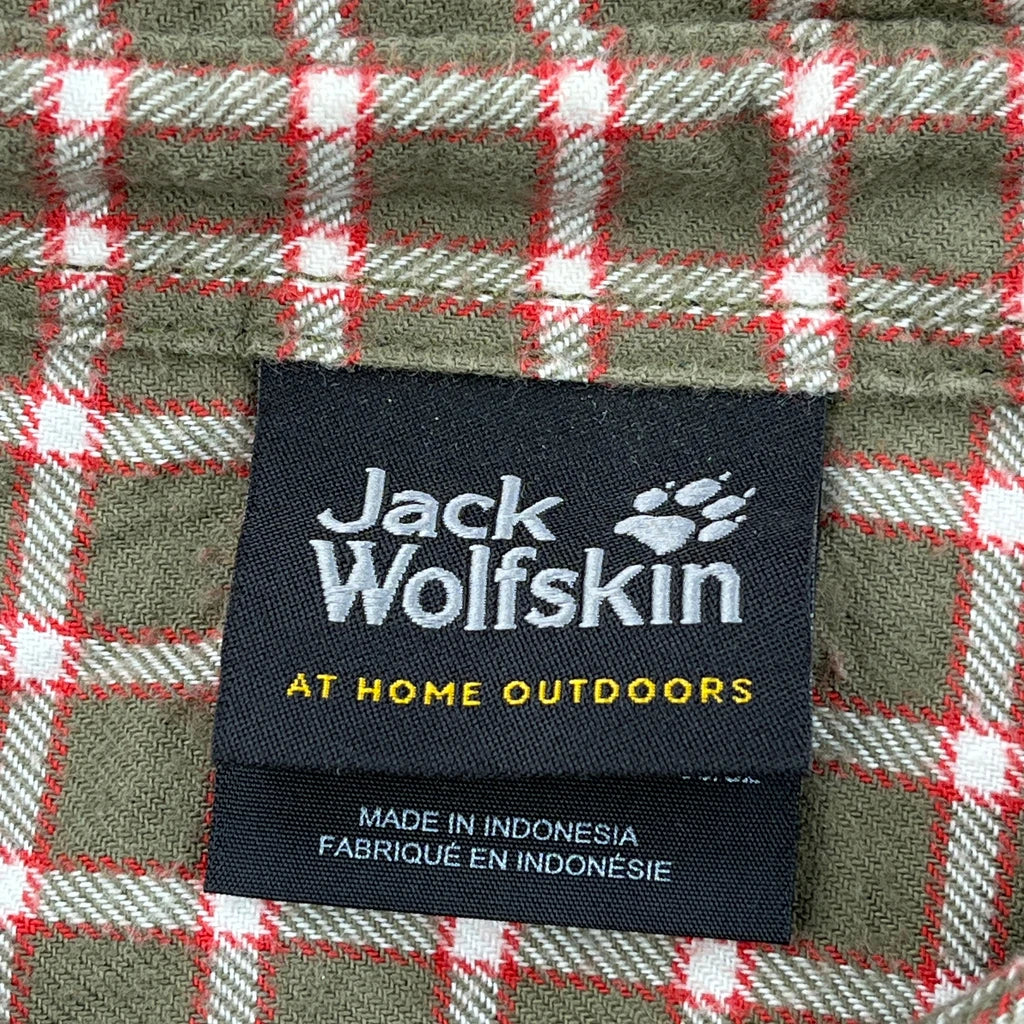 Jack
Wolfskin
AT HOME OUTDOORS
MADE IN INDONESIA
FABRIQUÉ EN INDONÉSIE